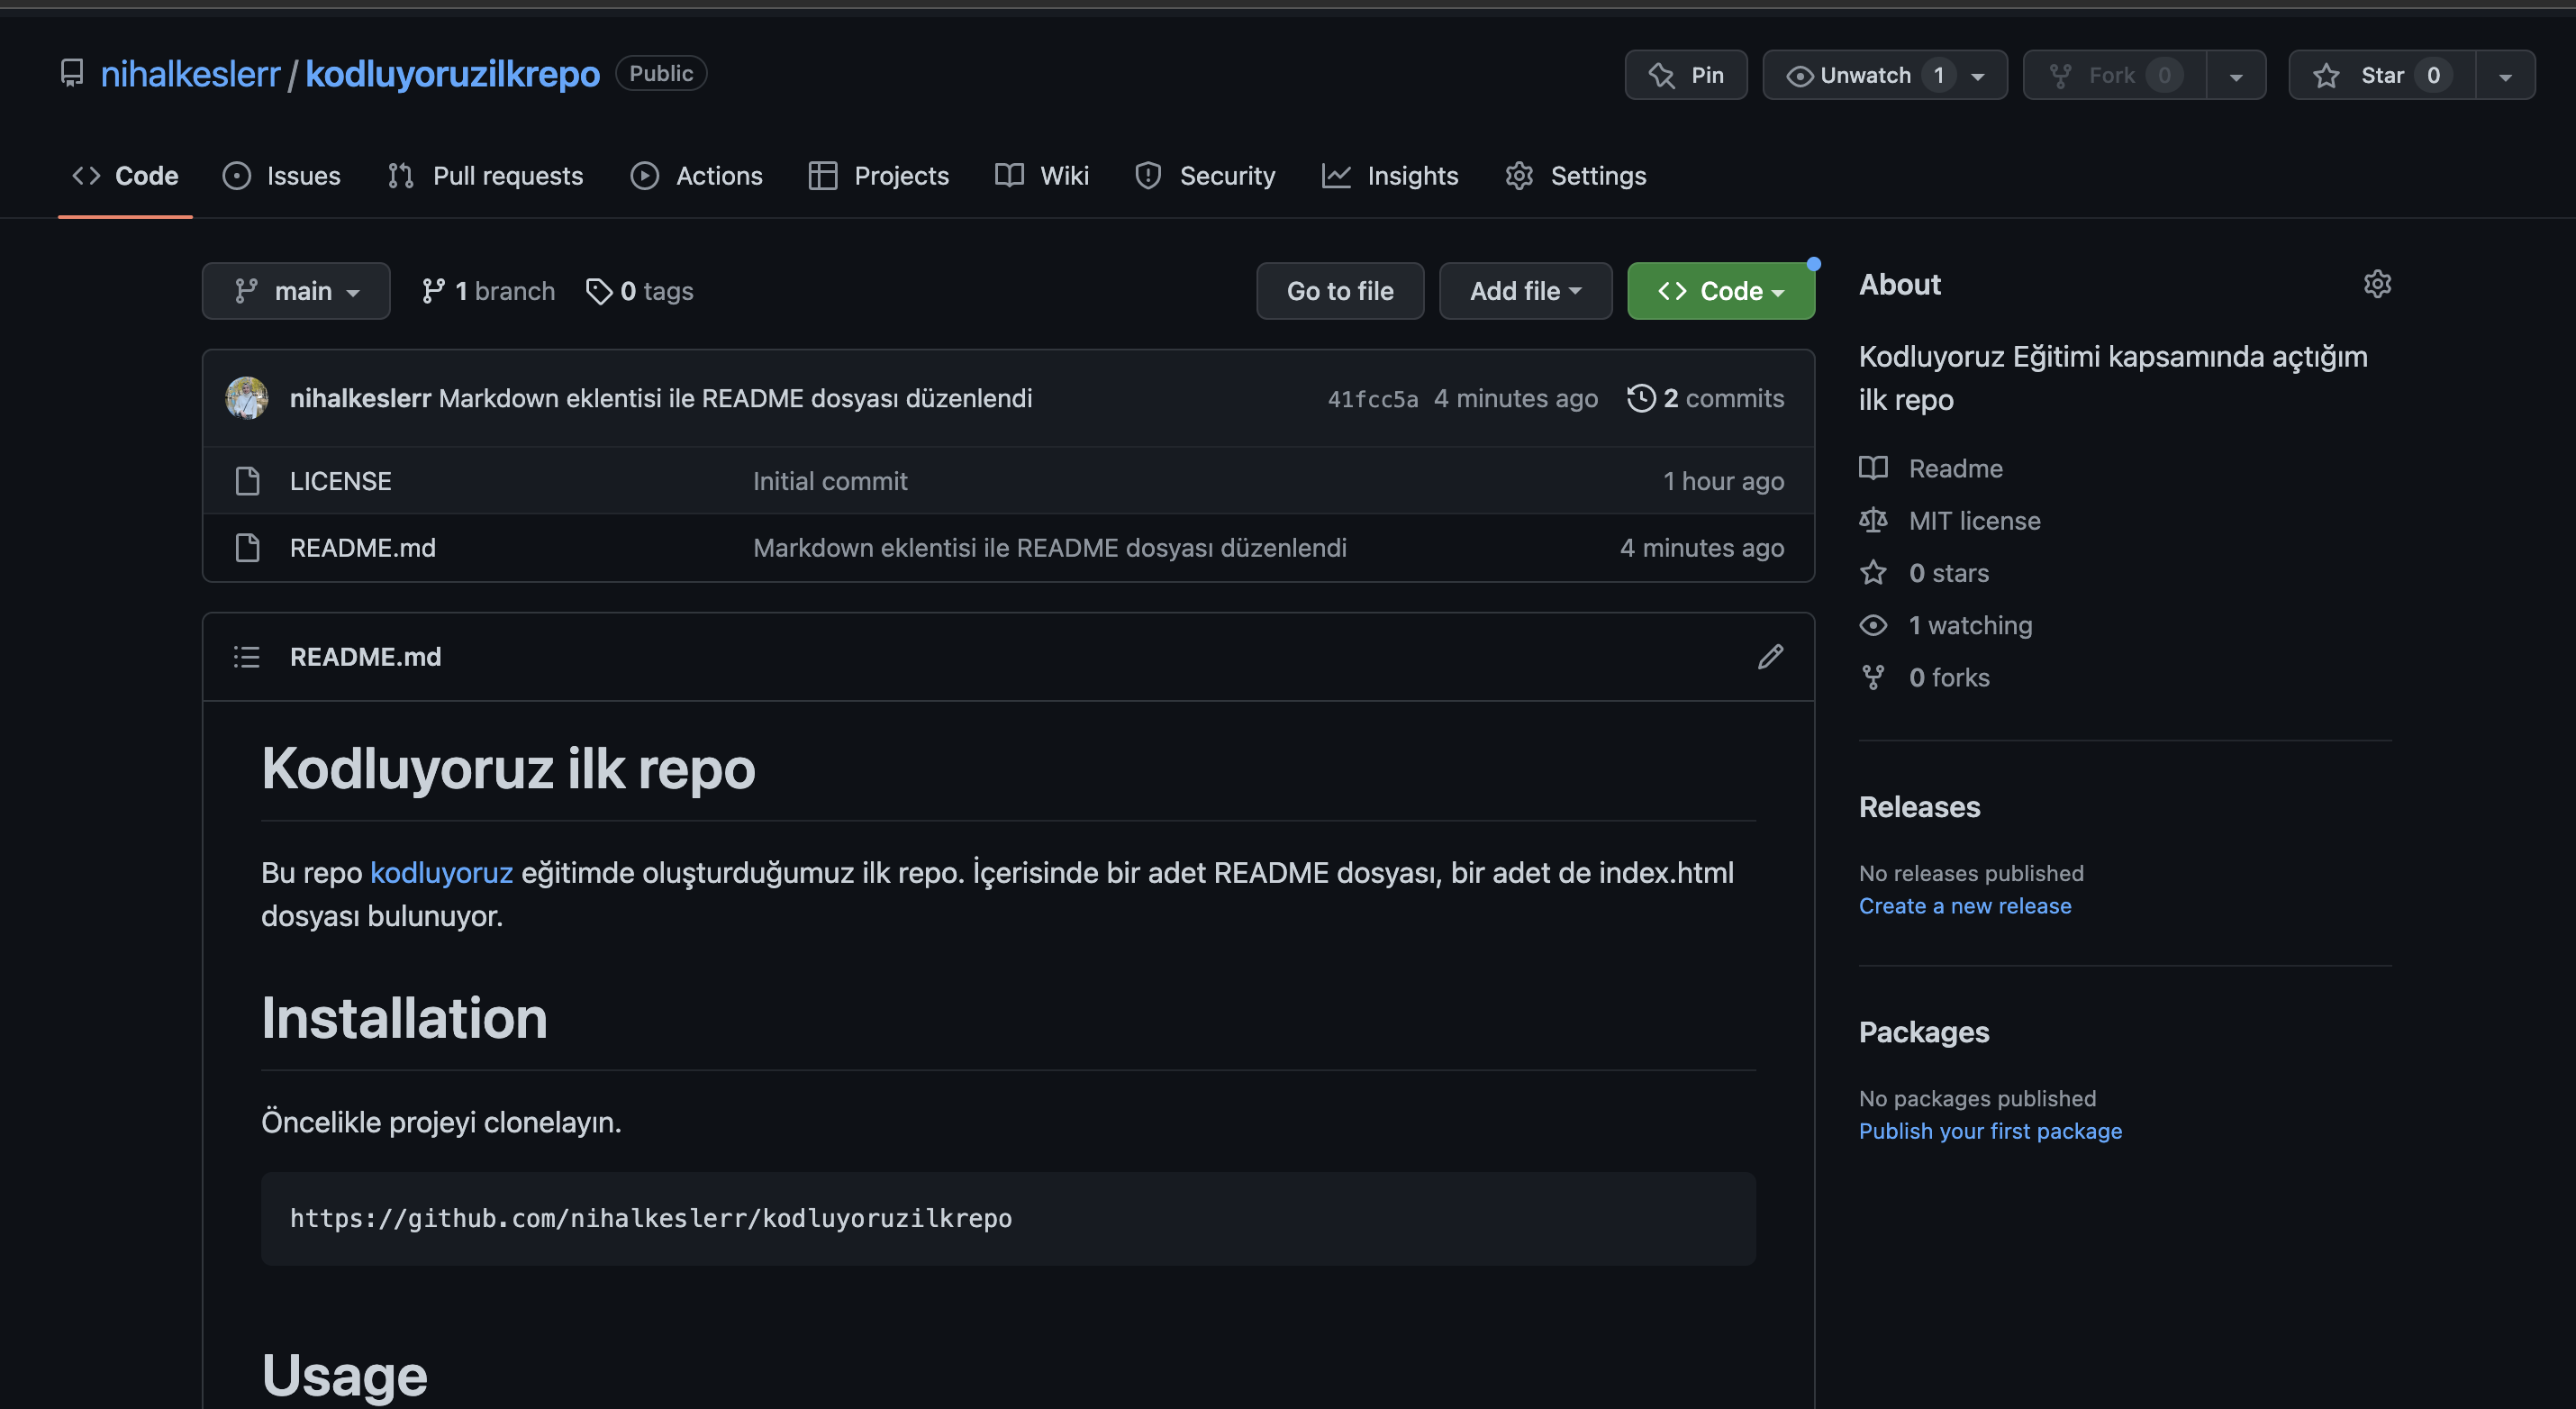 nihalkeslerr / kodluyoruzilkrepo Public
Pin Unwatch 1 Fork 0 Star 0
Code Issues Pull requests Actions Projects Wiki Security Insights Settings
main 1 branch 0 tags Go to file Add file Code
nihalkeslerr Markdown eklentisi ile README dosyası düzenlendi 41fcc5a 4 minutes ago 2 commits
LICENSE Initial commit 1 hour ago
README.md Markdown eklentisi ile README dosyası düzenlendi 4 minutes ago
README.md
Kodluyoruz ilk repo
Bu repo kodluyoruz eğitimde oluşturduğumuz ilk repo. İçerisinde bir adet README dosyası, bir adet de index.html
dosyası bulunuyor.
Installation
Öncelikle projeyi clonelayın.
https://github.com/nihalkeslerr/kodluyoruzilkrepo
Usage
About
Kodluyoruz Eğitimi kapsamında açtığım
ilk repo
Readme
MIT license
0 stars
1 watching
0 forks
Releases
No releases published
Create a new release
Packages
No packages published
Publish your first package